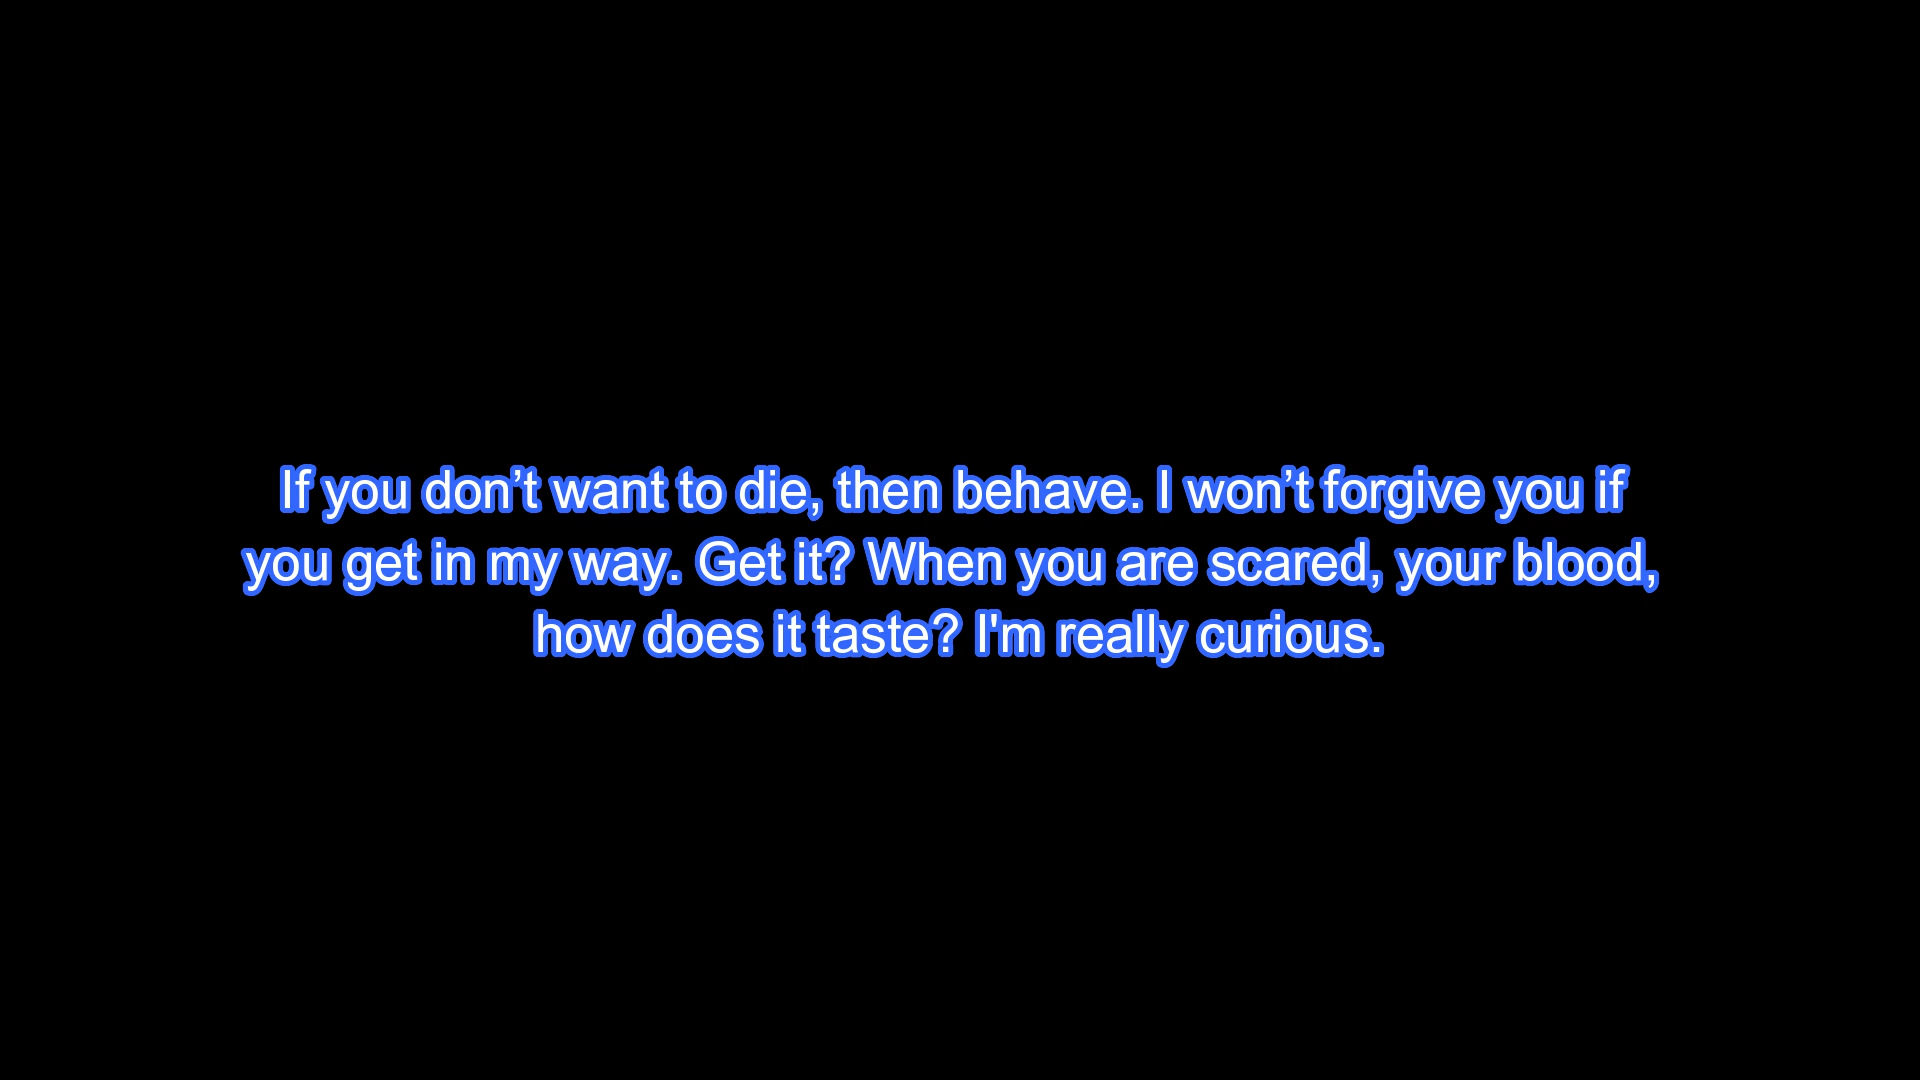 If you don’t want to die, then behave. I won’t forgive you if
you get in my way. Get it? When you are scared, your blood,
how does it taste? I'm really curious.